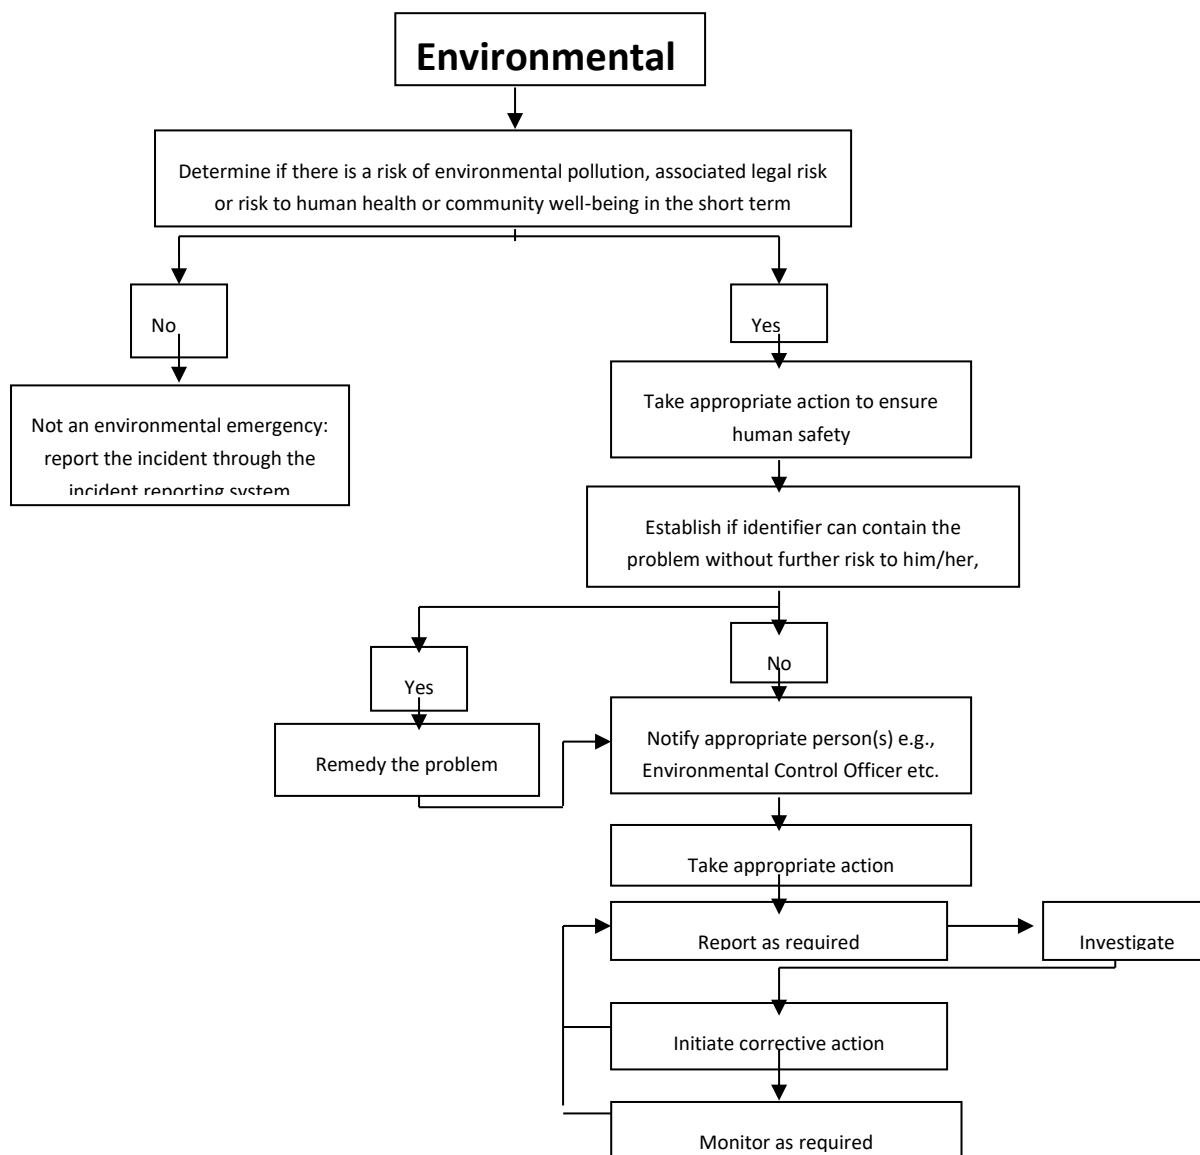 Environmental
Determine if there is a risk of environmental pollution, associated legal risk
or risk to human health or community well-being in the short term
No
Yes
Not an environmental emergency:
report the incident through the
incident reporting system
Take appropriate action to ensure
human safety
Establish if identifier can contain the
problem without further risk to him/her,
Yes
No
Remedy the problem
Notify appropriate person(s) e.g.,
Environmental Control Officer etc.
Take appropriate action
Report as required
Investigate
Initiate corrective action
Monitor as required